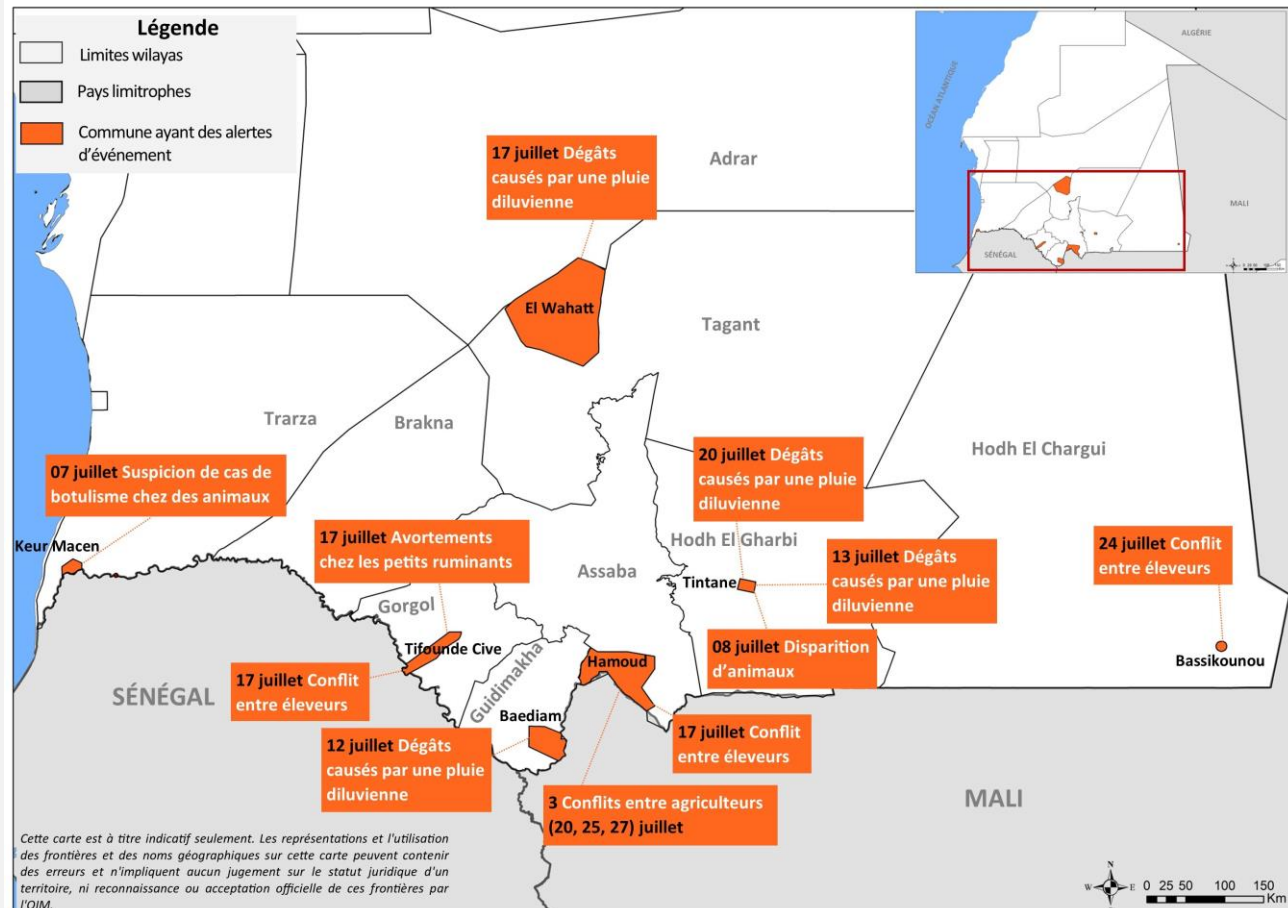 Légende
Limites wilayas
Pays limitrophes
Commune ayant des alertes
d’événement
OCÉAN ATLANTIQUE
ALGÉRIE
MALI
SÉNÉGAL
17 juillet Dégâts
causés par une pluie
diluvienne
Adrar
El Wahatt
Tagant
Trarza
Brakna
Hodh El Chargui
07 juillet Suspicion de cas de
botulisme chez des animaux
Keur Macen
20 juillet Dégâts
causés par une pluie
diluvienne
17 juillet Avortements
chez les petits ruminants
Hodh El Gharbi
13 juillet Dégâts
causés par une pluie
diluvienne
24 juillet Conflit
entre éleveurs
Assaba
Tintane
Gorgol
Tifounde Cive
08 juillet Disparition
d’animaux
Bassikounou
Hamoud
17 juillet Conflit
entre éleveurs
SÉNÉGAL
Guidimakha
Baediam
17 juillet Conflit
entre éleveurs
12 juillet Dégâts
causés par une pluie
diluvienne
3 Conflits entre agriculteurs
(20, 25, 27) juillet
MALI
Cette carte est à titre indicatif seulement. Les représentations et l'utilisation
des frontières et des noms géographiques sur cette carte peuvent contenir
des erreurs et n'impliquent aucun jugement sur le statut juridique d'un
territoire, ni reconnaissance ou acceptation officielle de ces frontières par
l'OIM.
N
W E
0 25 50 100 150
Km